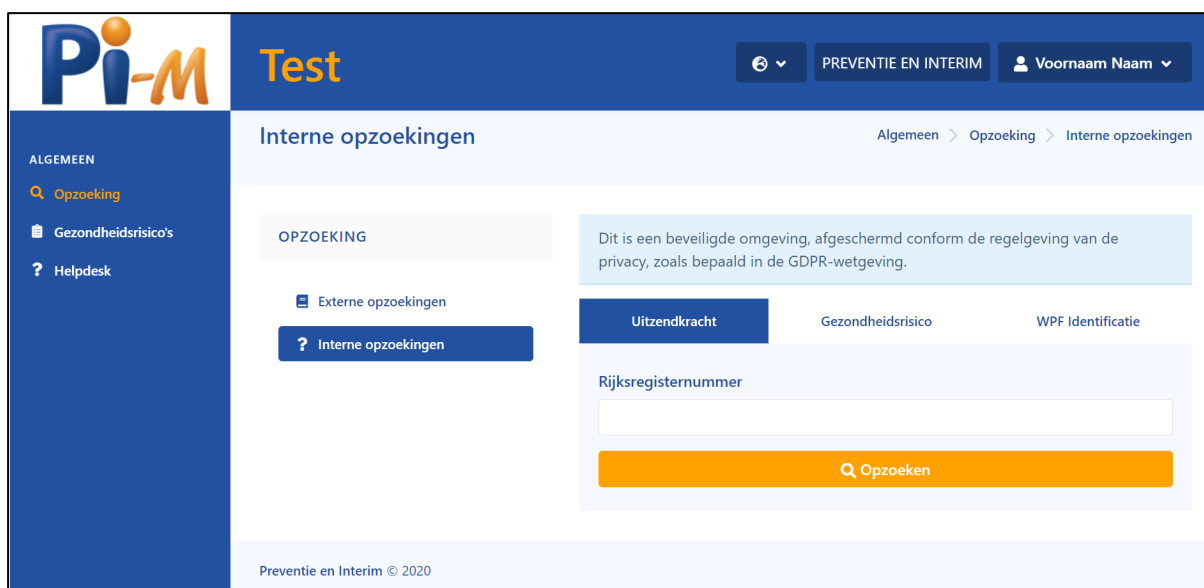 Pi-M
Test
PREVENTIE EN INTERIM
Voornaam Naam
ALGEMEEN
Opzoeking
Gezondheidsrisico's
Helpdesk
Interne opzoekingen
Algemeen > Opzoeking > Interne opzoekingen
OPZOEKING
Externe opzoekingen
Interne opzoekingen
Dit is een beveiligde omgeving, afgeschermd conform de regelgeving van de
privacy, zoals bepaald in de GDPR-wetgeving.
Uitzendkracht
Gezondheidsrisico
WPF Identificatie
Rijksregisternummer
Opzoeken
Preventie en Interim © 2020